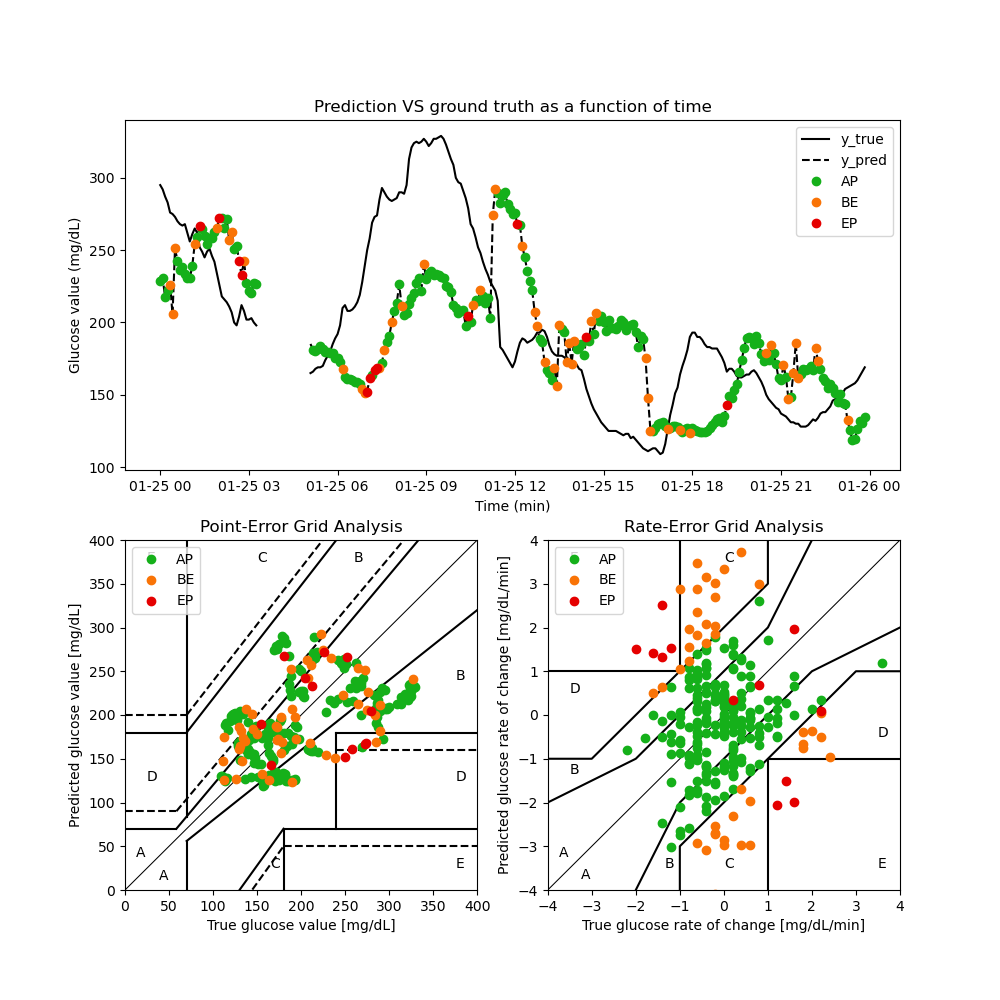 Prediction VS ground truth as a function of time
Glucose value (mg/dL)
300
250
200
150
100
y_true
y_pred
AP
BE
EP
01-25 00 01-25 03 01-25 06 01-25 09 01-25 12 01-25 15 01-25 18 01-25 21 01-26 00
Time (min)
Point-Error Grid Analysis
Predicted glucose value [mg/dL]
400
350
300
250
200
150
100
50
0
AP
BE
EP
C
B
B
D
D
A
A
C
E
0 50 100 150 200 250 300 350 400
True glucose value [mg/dL]
Rate-Error Grid Analysis
Predicted glucose rate of change [mg/dL/min]
4
3
2
1
0
−1
−2
−3
−4
AP
BE
EP
C
D
D
B
A
A
B
C
E
−4 −3 −2 −1 0 1 2 3 4
True glucose rate of change [mg/dL/min]